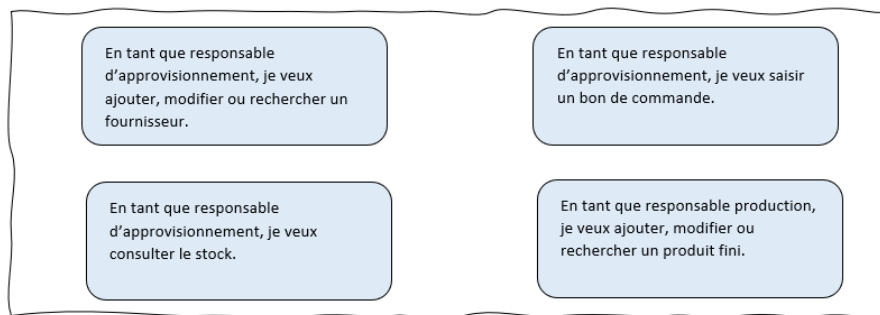 En tant que responsable
d’approvisionnement, je veux
ajouter, modifier ou rechercher un
fournisseur.
En tant que responsable
d’approvisionnement, je veux saisir
un bon de commande.
En tant que responsable
d’approvisionnement, je veux
consulter le stock.
En tant que responsable production,
je veux ajouter, modifier ou
rechercher un produit fini.